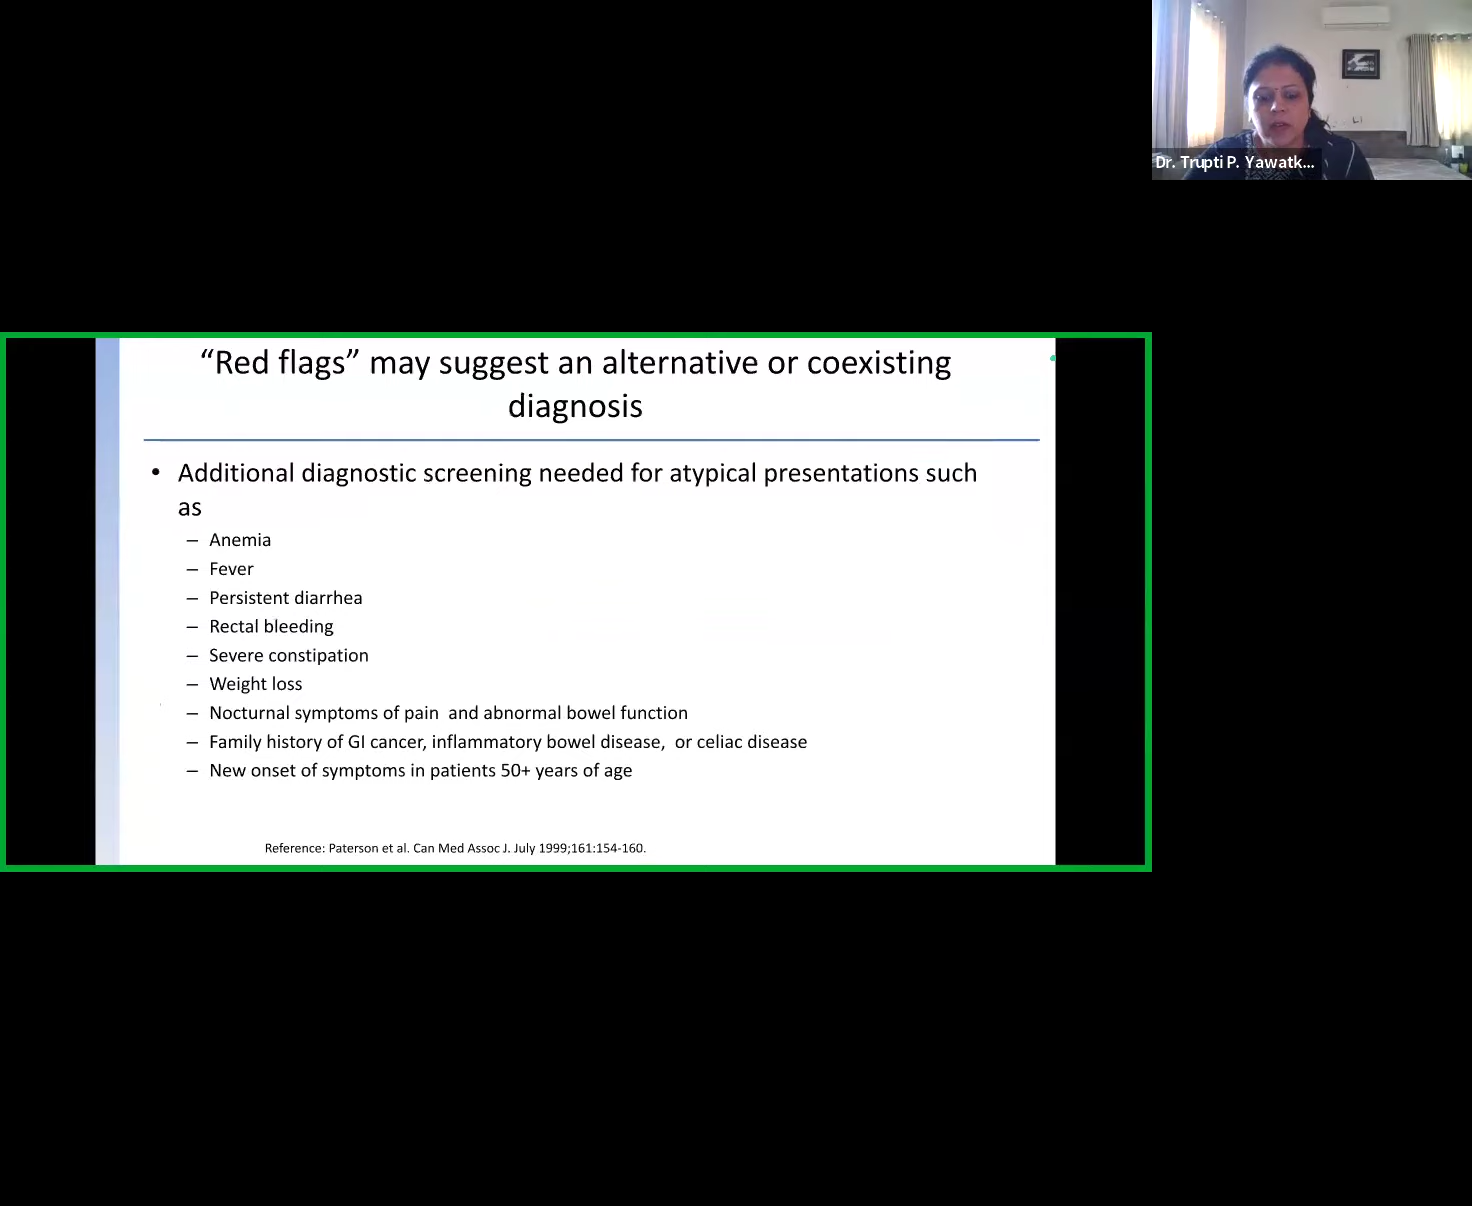 Dr. Trupti P. Yawatk...
“Red flags” may suggest an alternative or coexisting
diagnosis
• Additional diagnostic screening needed for atypical presentations such
as
– Anemia
– Fever
– Persistent diarrhea
– Rectal bleeding
– Severe constipation
– Weight loss
– Nocturnal symptoms of pain  and abnormal bowel function
– Family history of GI cancer, inflammatory bowel disease,  or celiac disease
– New onset of symptoms in patients 50+ years of age
Reference: Paterson et al. Can Med Assoc J. July 1999;161:154-160.